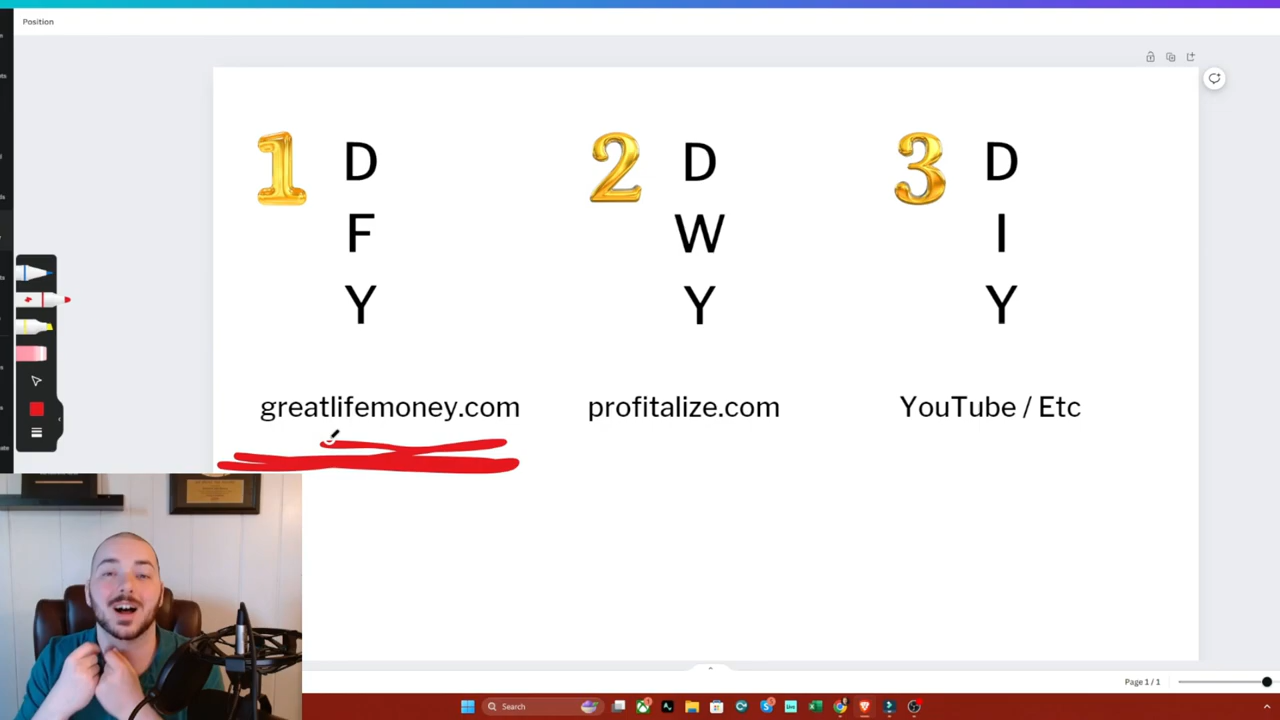 Position
1
D
F
Y
2
D
W
Y
3
D
I
Y
greatlifemoney.com
profitalize.com
YouTube / Etc
Page 1 / 1
Search